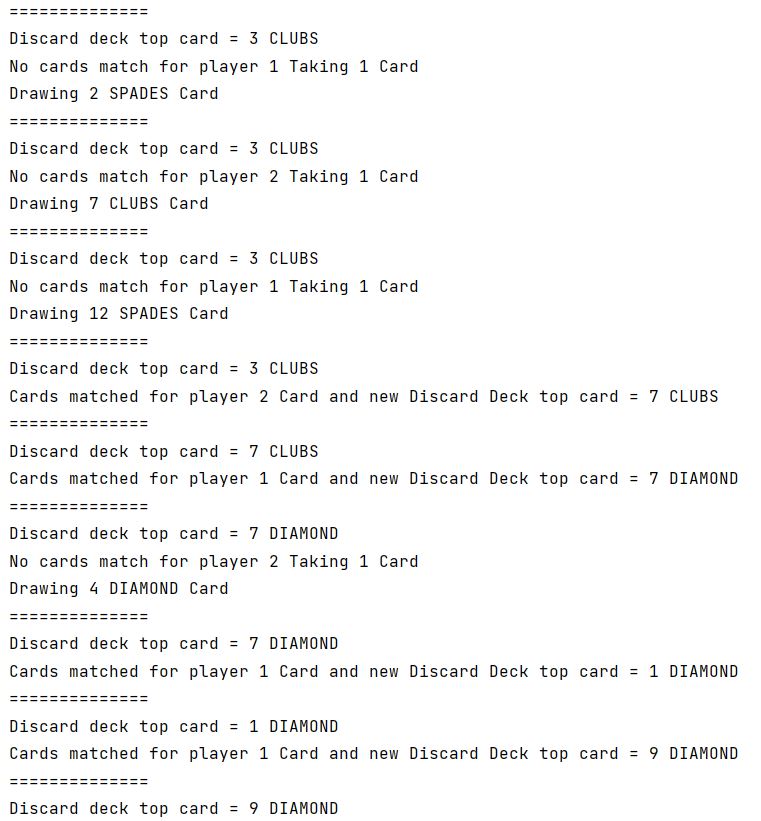 ==============
Discard deck top card = 3 CLUBS
No cards match for player 1 Taking 1 Card
Drawing 2 SPADES Card
==============
Discard deck top card = 3 CLUBS
No cards match for player 2 Taking 1 Card
Drawing 7 CLUBS Card
==============
Discard deck top card = 3 CLUBS
No cards match for player 1 Taking 1 Card
Drawing 12 SPADES Card
==============
Discard deck top card = 3 CLUBS
Cards matched for player 2 Card and new Discard Deck top card = 7 CLUBS
==============
Discard deck top card = 7 CLUBS
Cards matched for player 1 Card and new Discard Deck top card = 7 DIAMOND
==============
Discard deck top card = 7 DIAMOND
No cards match for player 2 Taking 1 Card
Drawing 4 DIAMOND Card
==============
Discard deck top card = 7 DIAMOND
Cards matched for player 1 Card and new Discard Deck top card = 1 DIAMOND
==============
Discard deck top card = 1 DIAMOND
Cards matched for player 1 Card and new Discard Deck top card = 9 DIAMOND
==============
Discard deck top card = 9 DIAMOND